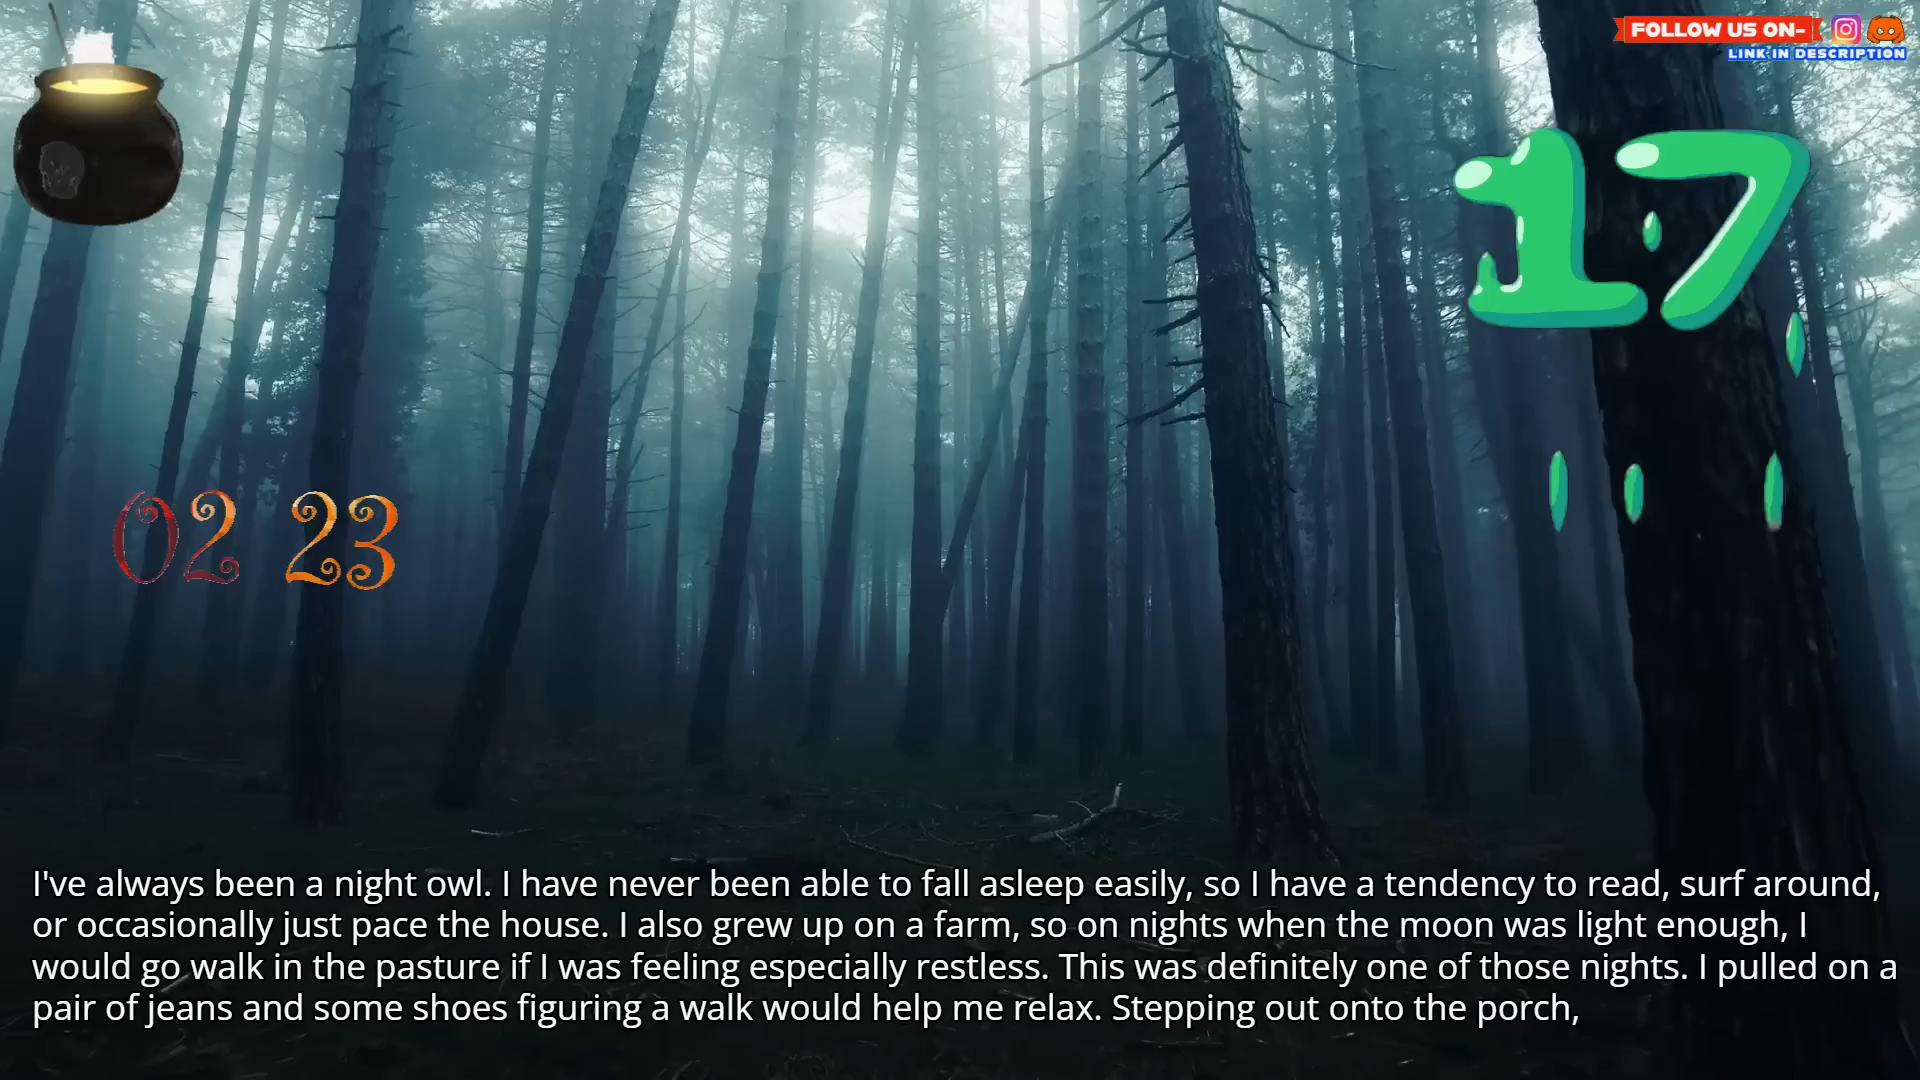 FOLLOW US ON-
LINK IN DESCRIPTION
17
02 23
I've always been a night owl. I have never been able to fall asleep easily, so I have a tendency to read, surf around,
or occasionally just pace the house. I also grew up on a farm, so on nights when the moon was light enough, I
would go walk in the pasture if I was feeling especially restless. This was definitely one of those nights. I pulled on a
pair of jeans and some shoes figuring a walk would help me relax. Stepping out onto the porch,